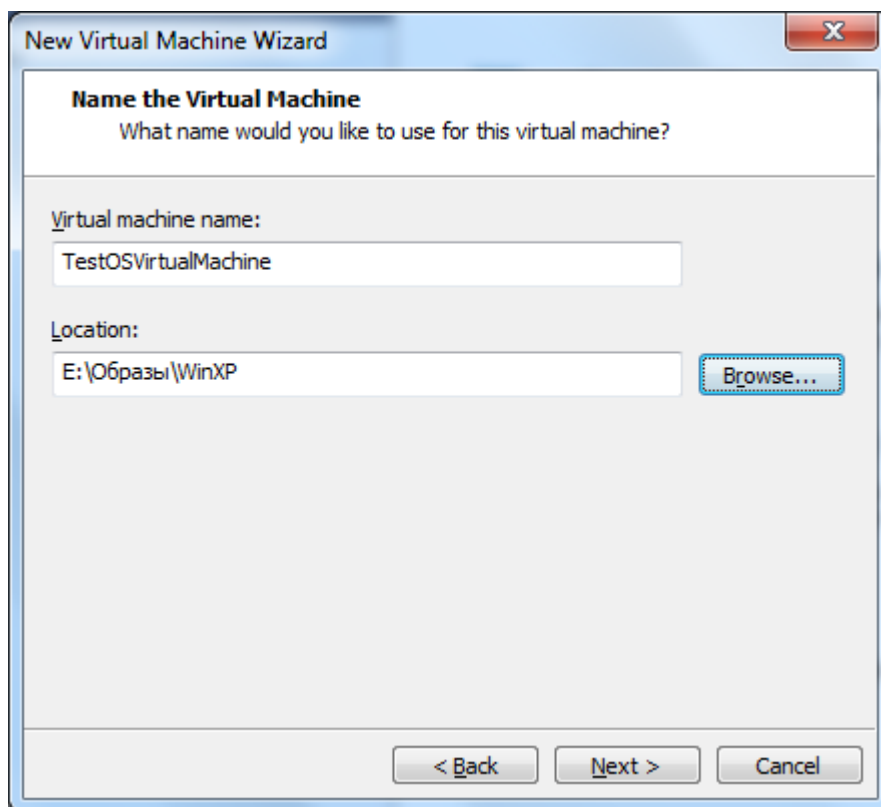 New Virtual Machine Wizard
Name the Virtual Machine
What name would you like to use for this virtual machine?
Virtual machine name:
TestOSVirtualMachine
Location:
E:\Образы\WinXP
Browse...
< Back
Next >
Cancel